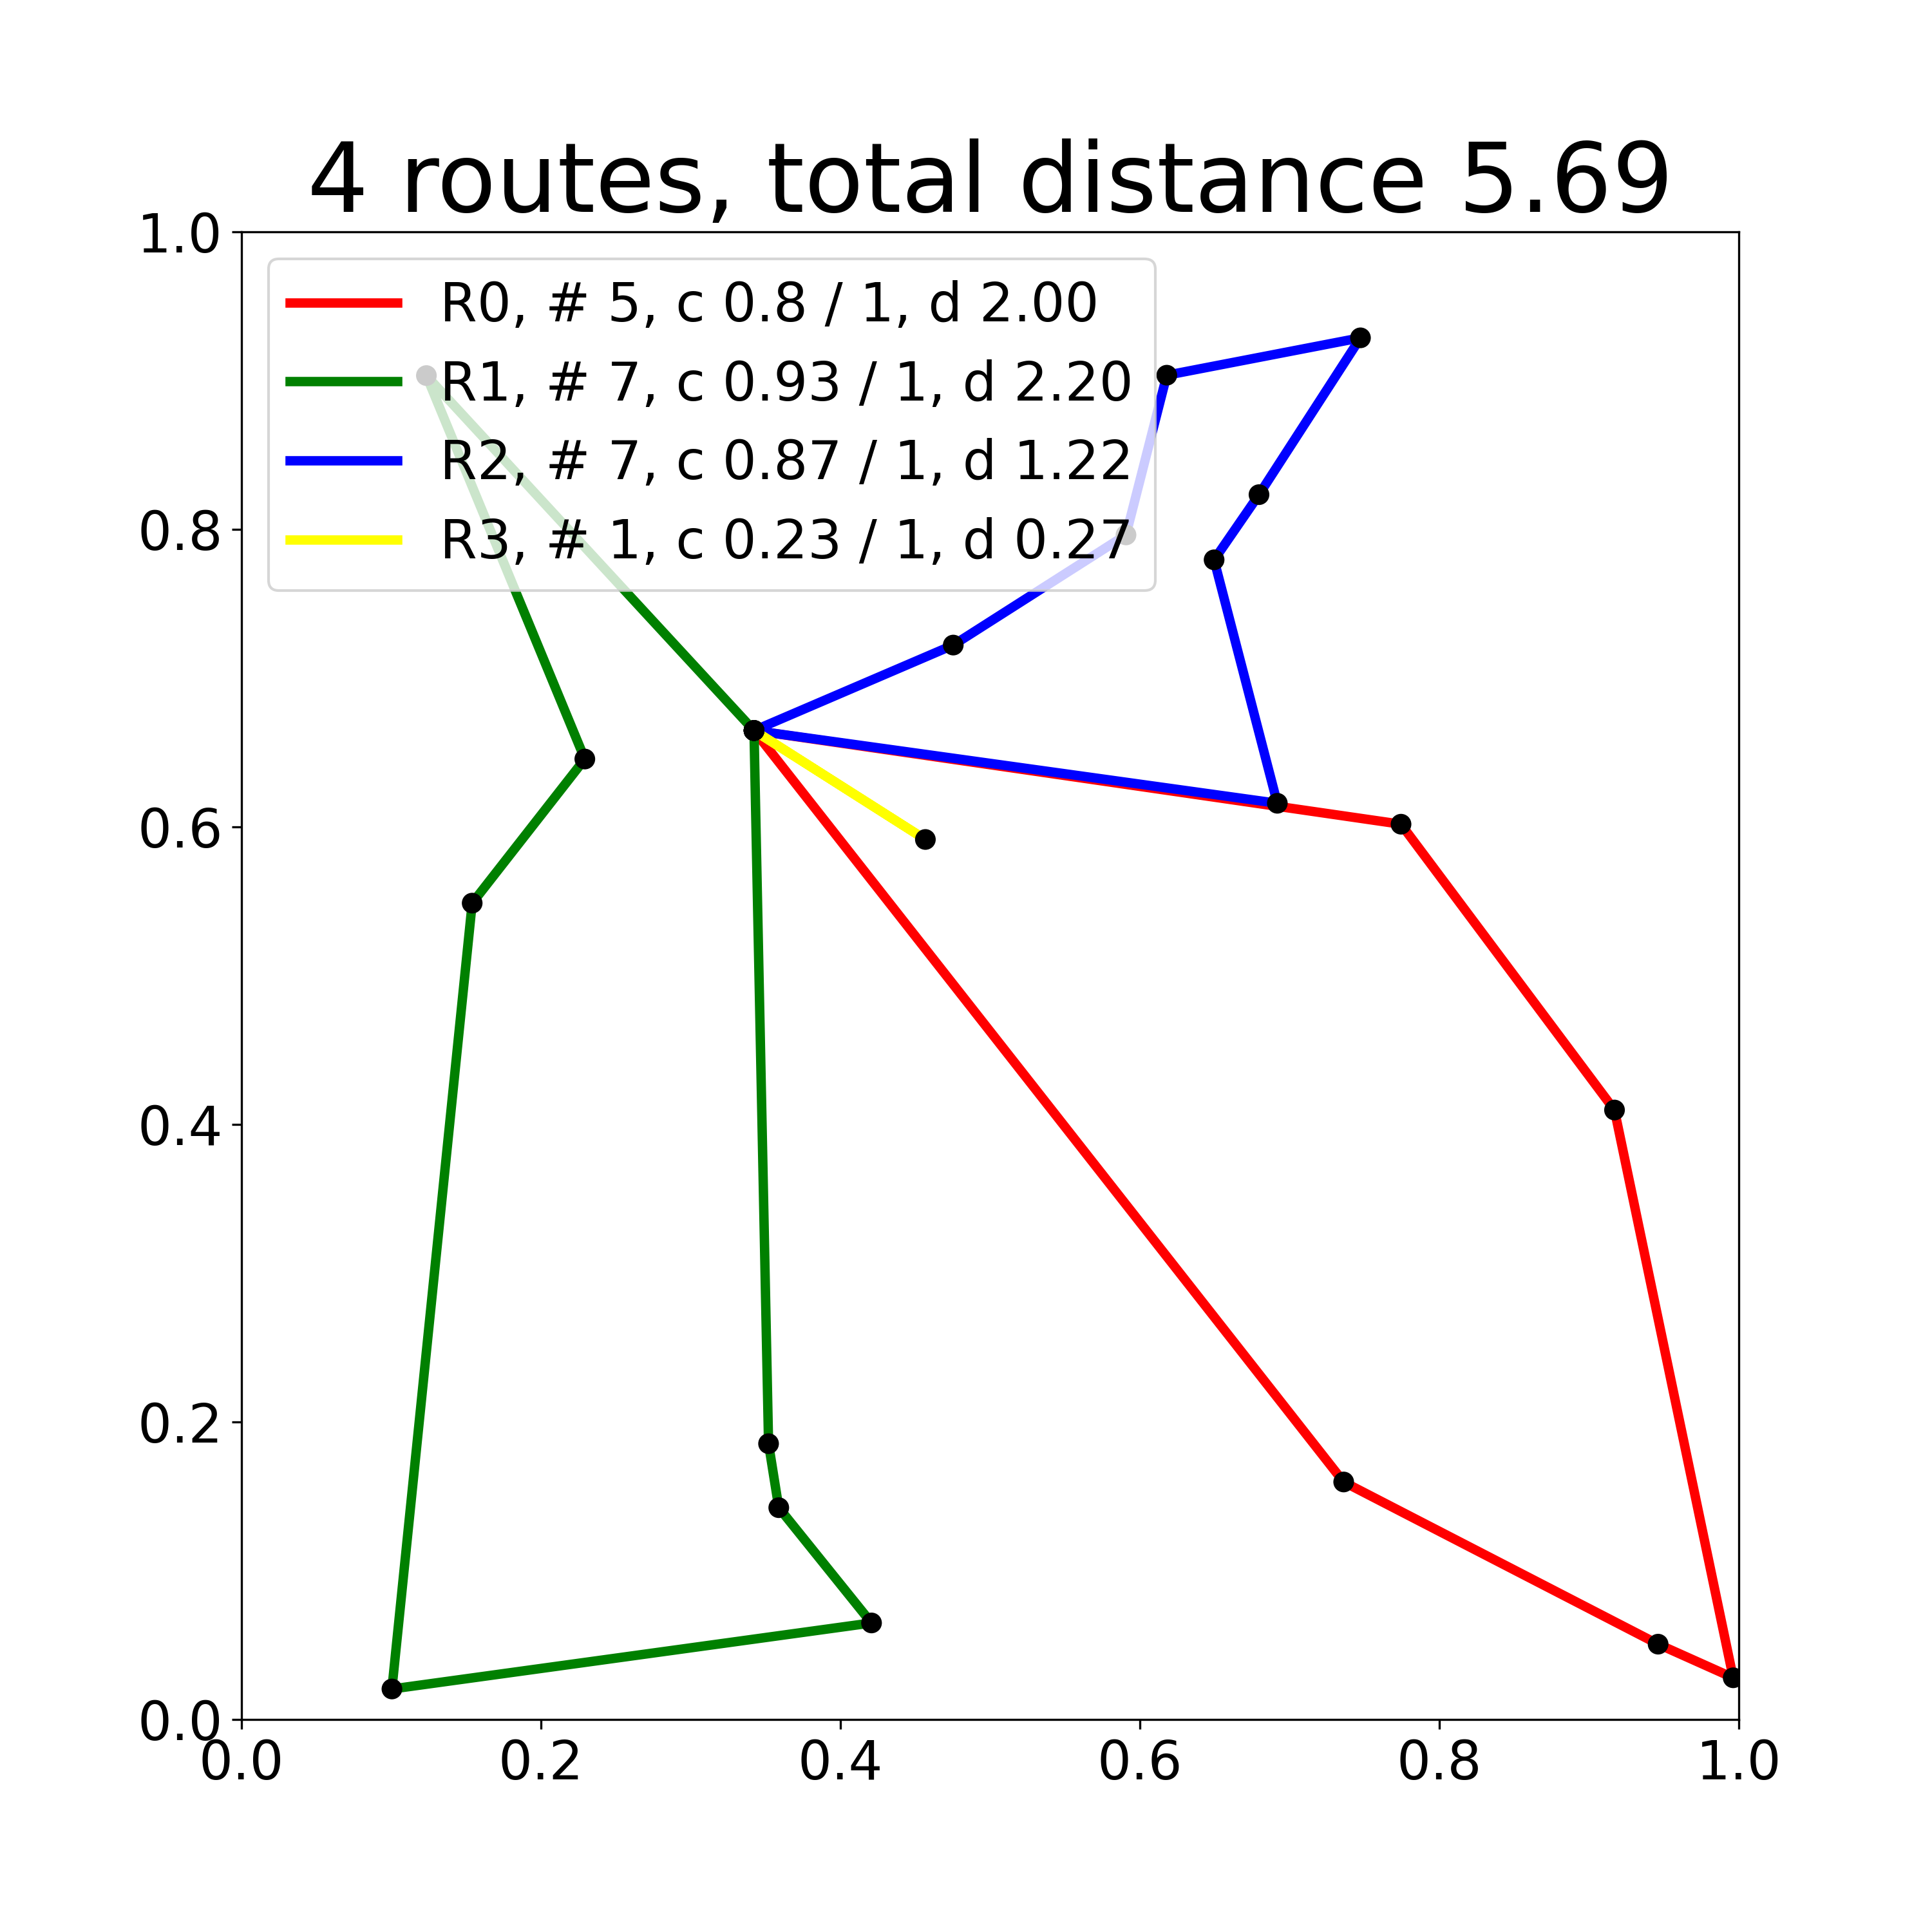 4 routes, total distance 5.69
1.0
R0, # 5, c 0.8 / 1, d 2.00
R1, # 7, c 0.93 / 1, d 2.20
R2, # 7, c 0.87 / 1, d 1.22
R3, # 1, c 0.23 / 1, d 0.27
0.8
0.6
0.4
0.2
0.0
0.0 0.2 0.4 0.6 0.8 1.0